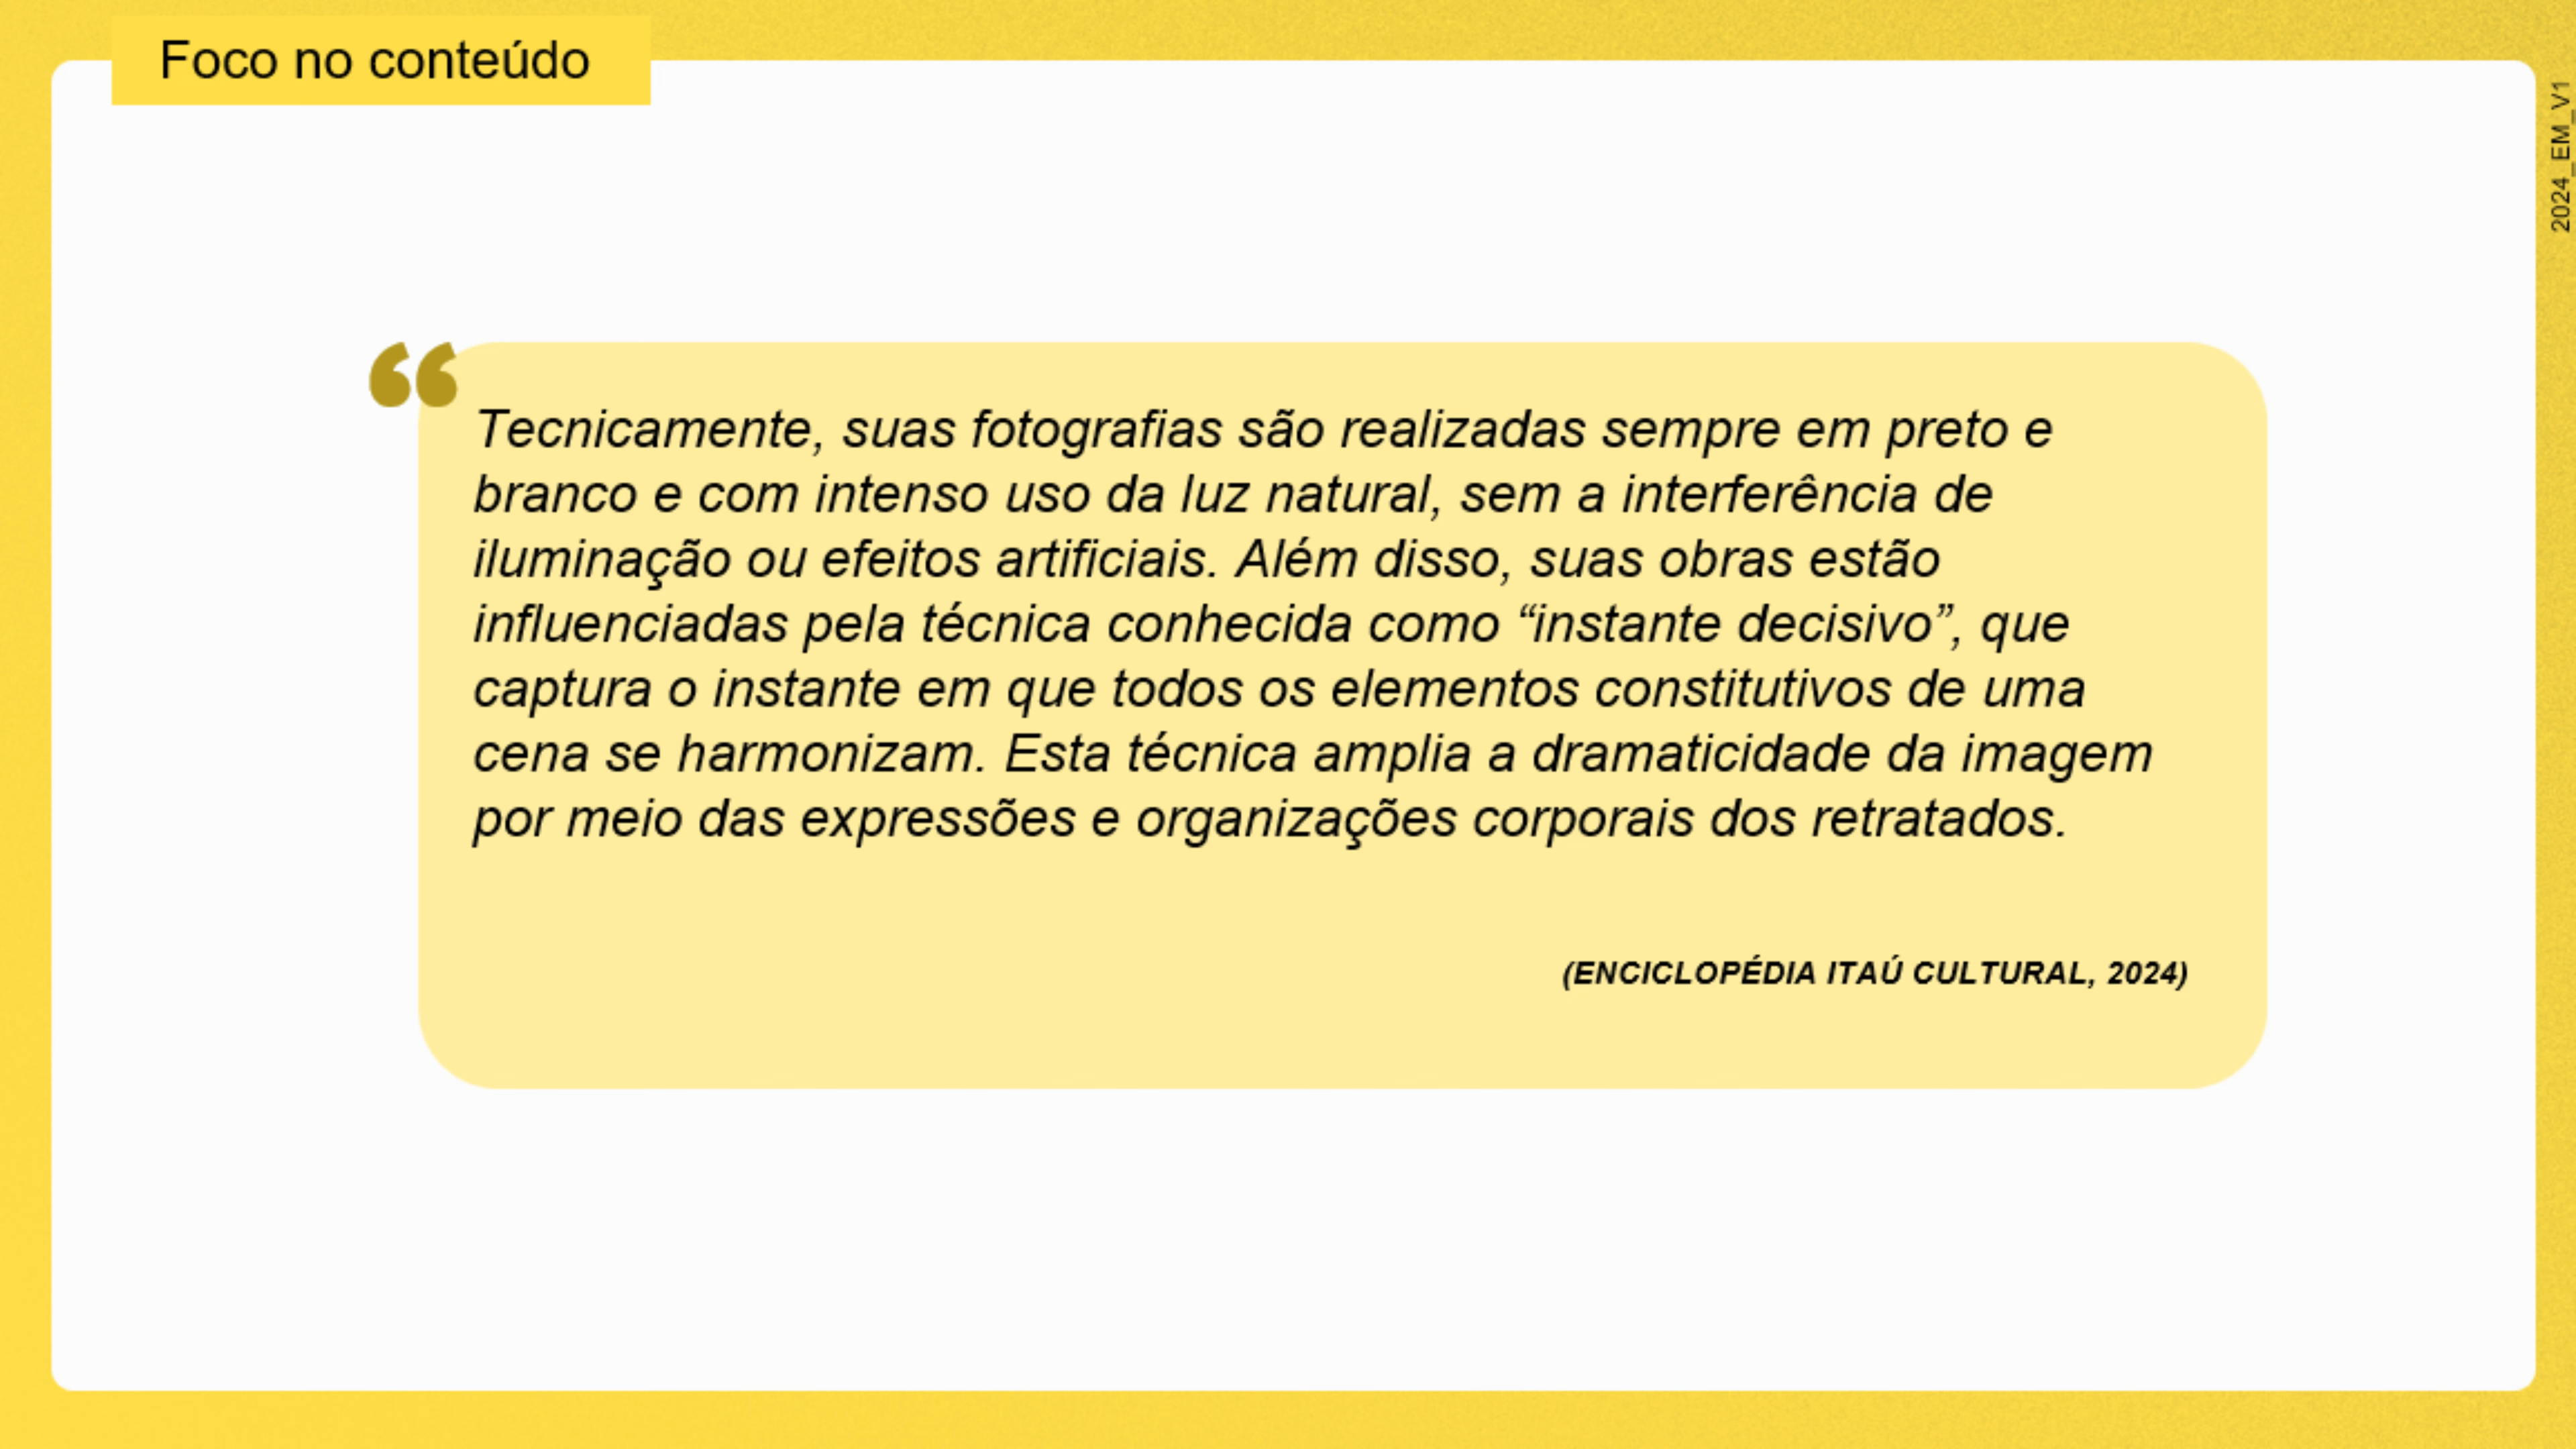 Foco no conteúdo
2024_EM_V1
“
Tecnicamente, suas fotografias são realizadas sempre em preto e
branco e com intenso uso da luz natural, sem a interferência de
iluminação ou efeitos artificiais. Além disso, suas obras estão
influenciadas pela técnica conhecida como “instante decisivo”, que
captura o instante em que todos os elementos constitutivos de uma
cena se harmonizam. Esta técnica amplia a dramaticidade da imagem
por meio das expressões e organizações corporais dos retratados.
(ENCICLOPÉDIA ITAÚ CULTURAL, 2024)